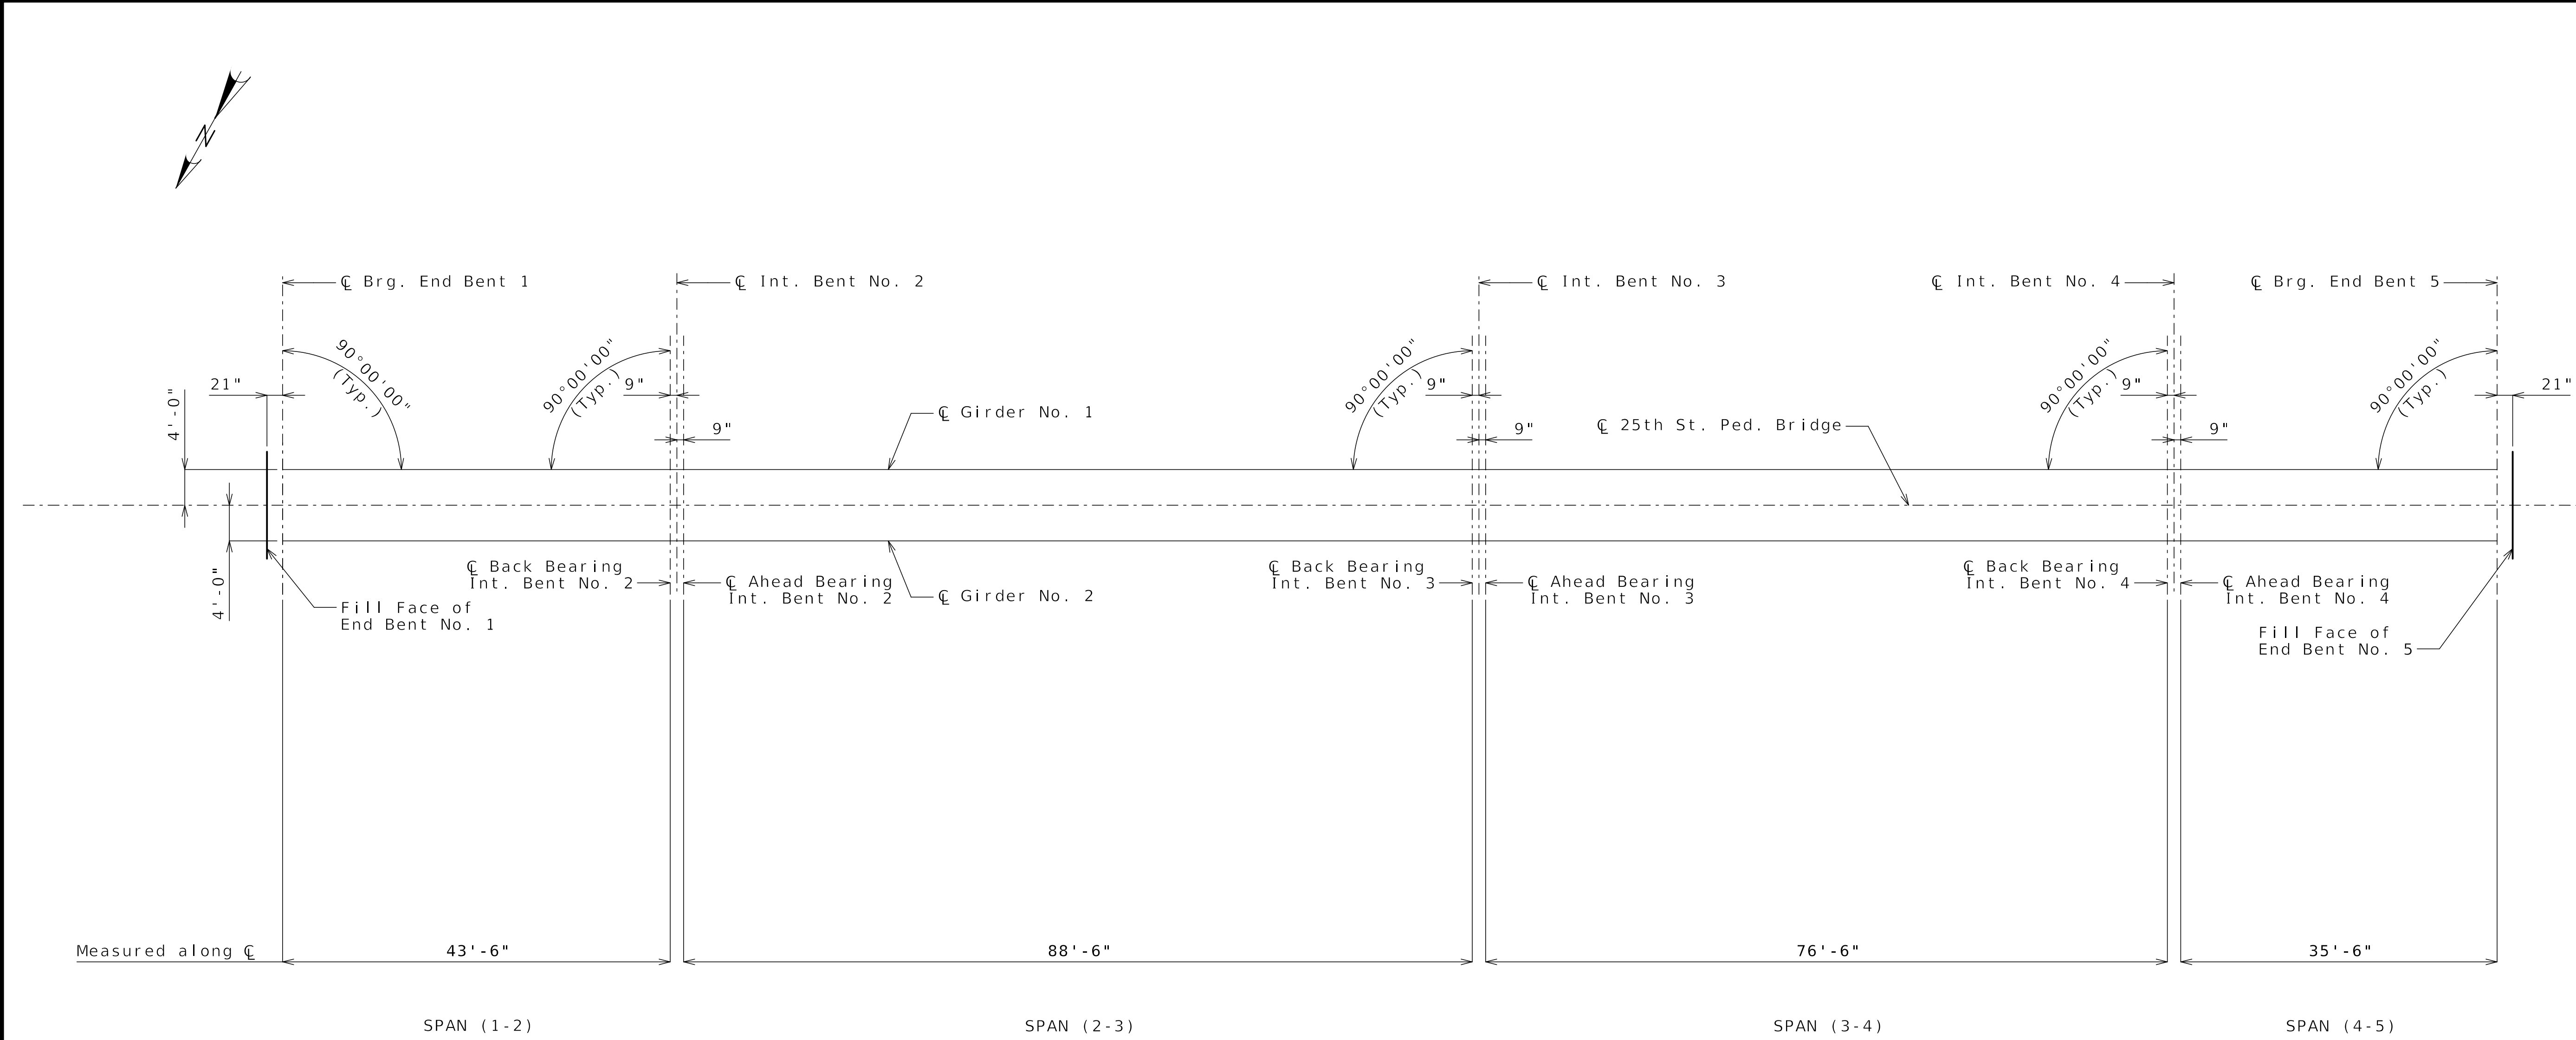 N
℄ Brg. End Bent 1
℄ Int. Bent No. 2
℄ Int. Bent No. 3
℄ Int. Bent No. 4
℄ Brg. End Bent 5
90°00'00"
(Typ.)
90°00'00"
(Typ.)
90°00'00"
(Typ.)
90°00'00"
(Typ.)
90°00'00"
(Typ.)
21"
9"
9"
9"
21"
4'-0"
℄ Girder No. 1
℄ 25th St. Ped. Bridge
9"
9"
9"
4'-0"
℄ Back Bearing
Int. Bent No. 2
℄ Ahead Bearing
Int. Bent No. 2
℄ Girder No. 2
℄ Back Bearing
Int. Bent No. 3
℄ Ahead Bearing
Int. Bent No. 3
℄ Back Bearing
Int. Bent No. 4
℄ Ahead Bearing
Int. Bent No. 4
Fill Face of
End Bent No. 1
Fill Face of
End Bent No. 5
Measured along ℄
43'-6"
88'-6"
76'-6"
35'-6"
SPAN (1-2)
SPAN (2-3)
SPAN (3-4)
SPAN (4-5)